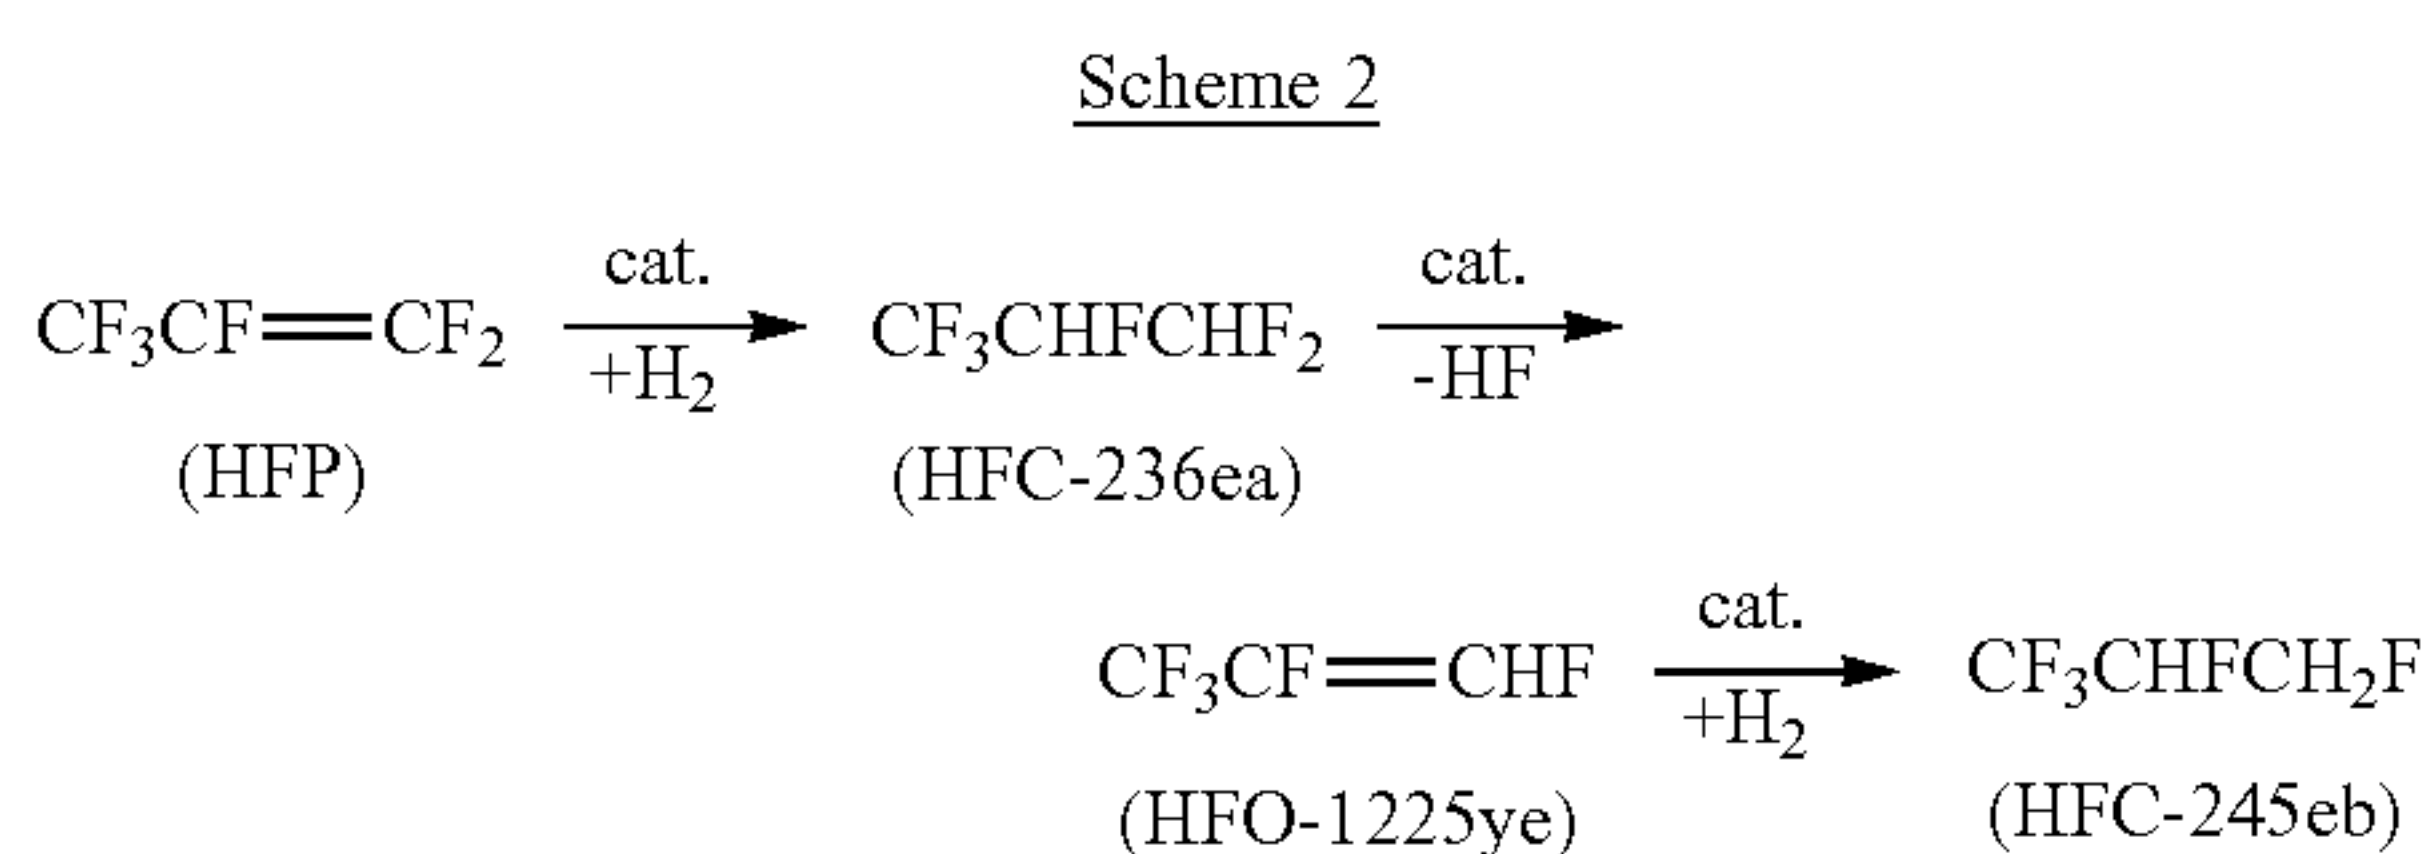 Scheme 2
cat. cat.
CF3CF=CF2 CF3CHFCHF2
+H2 -HF
(HFP) (HFC-236ea)
cat.
CF3CF=CHF CF3CHFCH2F
+H2
(HFO-1225ye) (HFC-245eb)